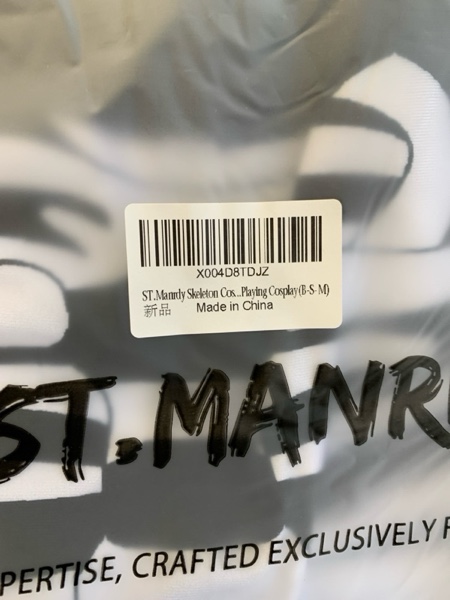 X004D8TDJZ
ST.Manrdy Skeleton Cos...Playing Cosplay(B-S-M)
新品 Made in China
ST.MANR
PERTISE, CRAFTED EXCLUSIVELY F